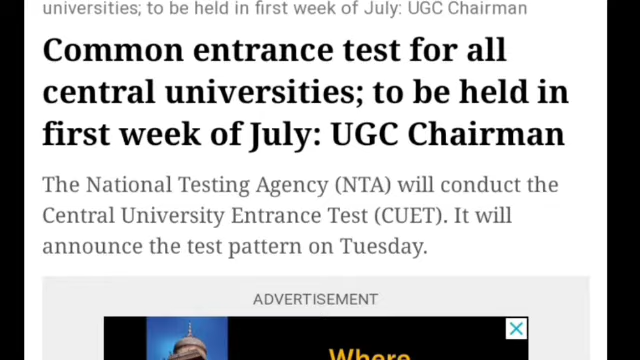 universities; to be held in first week of July: UGC Chairman
Common entrance test for all
central universities; to be held in
first week of July: UGC Chairman
The National Testing Agency (NTA) will conduct the
Central University Entrance Test (CUET). It will
announce the test pattern on Tuesday.
ADVERTISEMENT
Where